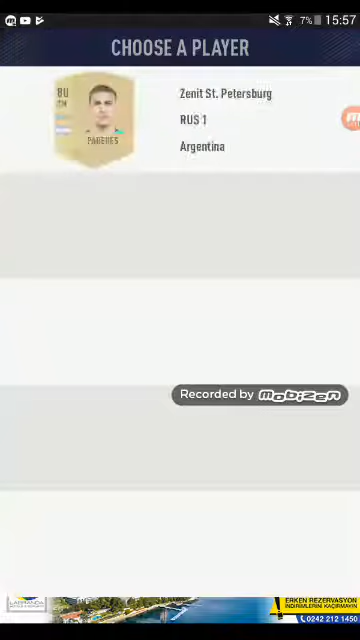 7% 15:57
CHOOSE A PLAYER
80
CM
Zenit St. Petersburg
RUS 1
PAREDES
Argentina
Recorded by mobizen
LARRANDA
ERKEN REZERVASYON
İNDİRİMLERİNİ KAÇIRMAYIN
0242 212 1450